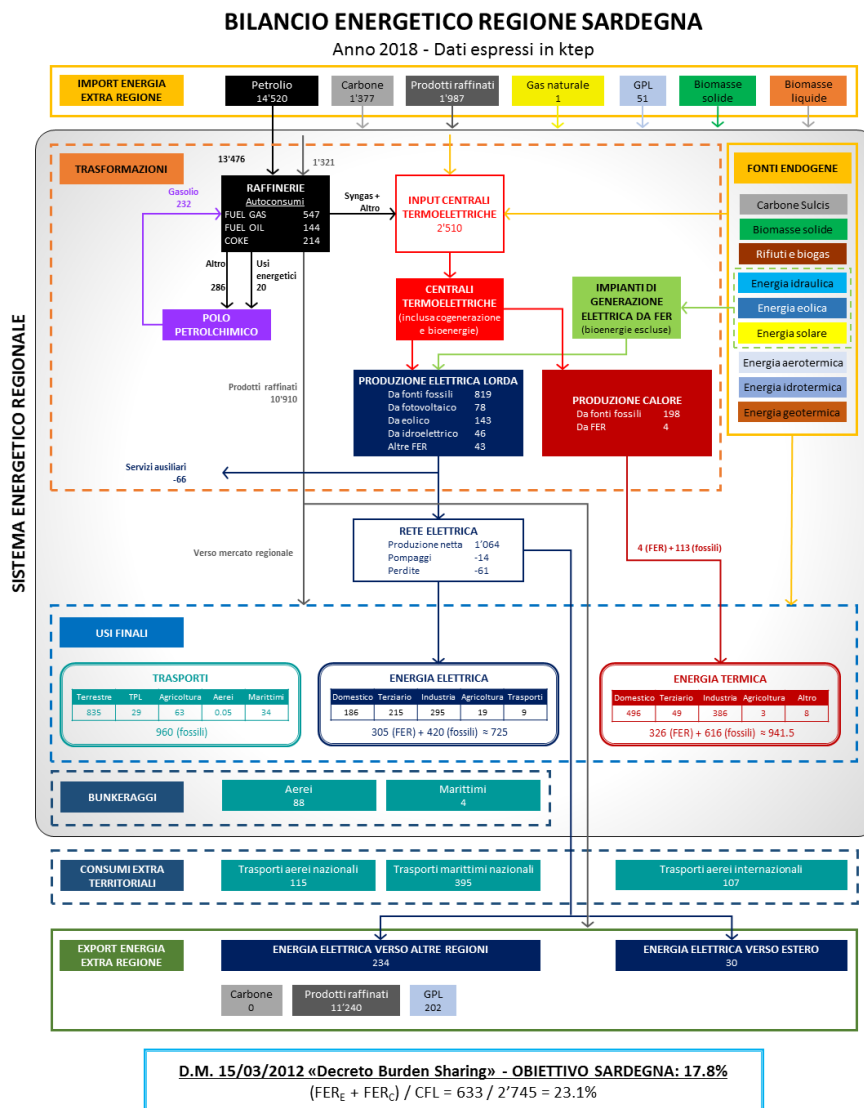 BILANCIO ENERGETICO REGIONE SARDEGNA
Anno 2018 - Dati espressi in ktep
IMPORT ENERGIA
EXTRA REGIONE
Petrolio
14'520
Carbone
1'377
Prodotti raffinati
1'987
Gas naturale
1
GPL
51
Biomasse
solide
Biomasse
liquide
SISTEMA ENERGETICO REGIONALE
TRASFORMAZIONI
13'476
1'321
Gasolio
232
RAFFINERIE
Autoconsumi
FUEL GAS 547
FUEL OIL 144
COKE 214
Syngas +
Altro
INPUT CENTRALI
TERMOELETTRICHE
2'510
FONTI ENDOGENE
Carbone Sulcis
Biomasse solide
Rifiuti e biogas
Energia idraulica
Energia eolica
Energia solare
Energia aerotermica
Energia idrotermica
Energia geotermica
Altro
286
Usi
energetici
20
POLO
PETROLCHIMICO
CENTRALI
TERMOELETTRICHE
(inclusa cogenerazione
e bioenergie)
IMPIANTI DI
GENERAZIONE
ELETTRICA DA FER
(bioenergie escluse)
Prodotti raffinati
10'910
PRODUZIONE ELETTRICA LORDA
Da fonti fossili 819
Da fotovoltaico 78
Da eolico 143
Da idroelettrico 46
Altre FER 43
PRODUZIONE CALORE
Da fonti fossili 198
Da FER 4
Servizi ausiliari
-66
RETE ELETTRICA
Produzione netta 1'064
Pompaggi -14
Perdite -61
Verso mercato regionale
4 (FER) + 113 (fossili)
USI FINALI
TRASPORTI
Terrestre TPL Agricoltura Aerei Marittimi
835 29 63 0.05 34
960 (fossili)
ENERGIA ELETTRICA
Domestico Terziario Industria Agricoltura Trasporti
186 215 295 19 9
305 (FER) + 420 (fossili) ≈ 725
ENERGIA TERMICA
Domestico Terziario Industria Agricoltura Altro
496 49 386 3 8
326 (FER) + 616 (fossili) ≈ 941.5
BUNKERAGGI
Aerei
88
Marittimi
4
CONSUMI EXTRA
TERRITORIALI
Trasporti aerei nazionali
115
Trasporti marittimi nazionali
395
Trasporti aerei internazionali
107
EXPORT ENERGIA
EXTRA REGIONE
ENERGIA ELETTRICA VERSO ALTRE REGIONI
234
ENERGIA ELETTRICA VERSO ESTERO
30
Carbone
0
Prodotti raffinati
11'240
GPL
202
D.M. 15/03/2012 «Decreto Burden Sharing» - OBIETTIVO SARDEGNA: 17.8%
(FERE + FERC) / CFL = 633 / 2'745 = 23.1%